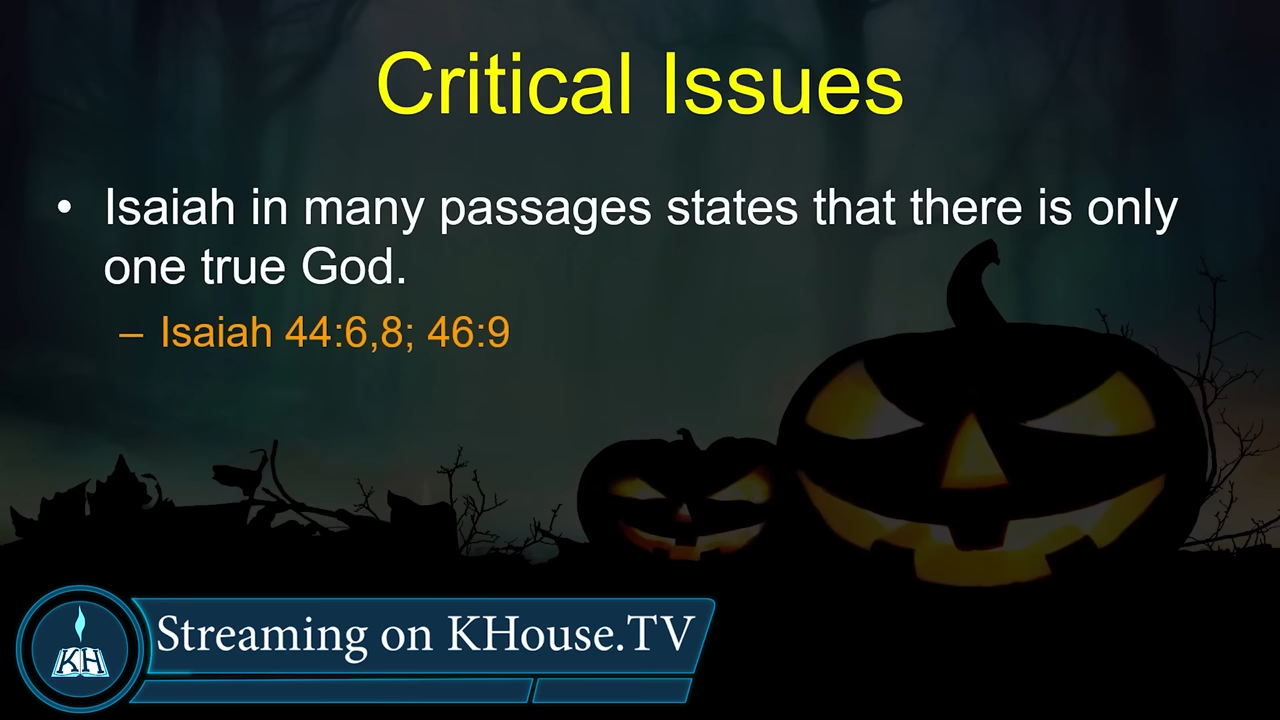 Critical Issues
• Isaiah in many passages states that there is only
one true God.
– Isaiah 44:6,8; 46:9
KH
Streaming on KHouse.TV